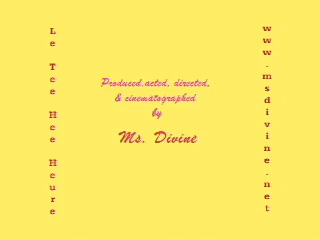 Le Tee Hee Heure
Produced,acted, directed,
& cinematographed
by
Ms. Divine
www.msdivine.net